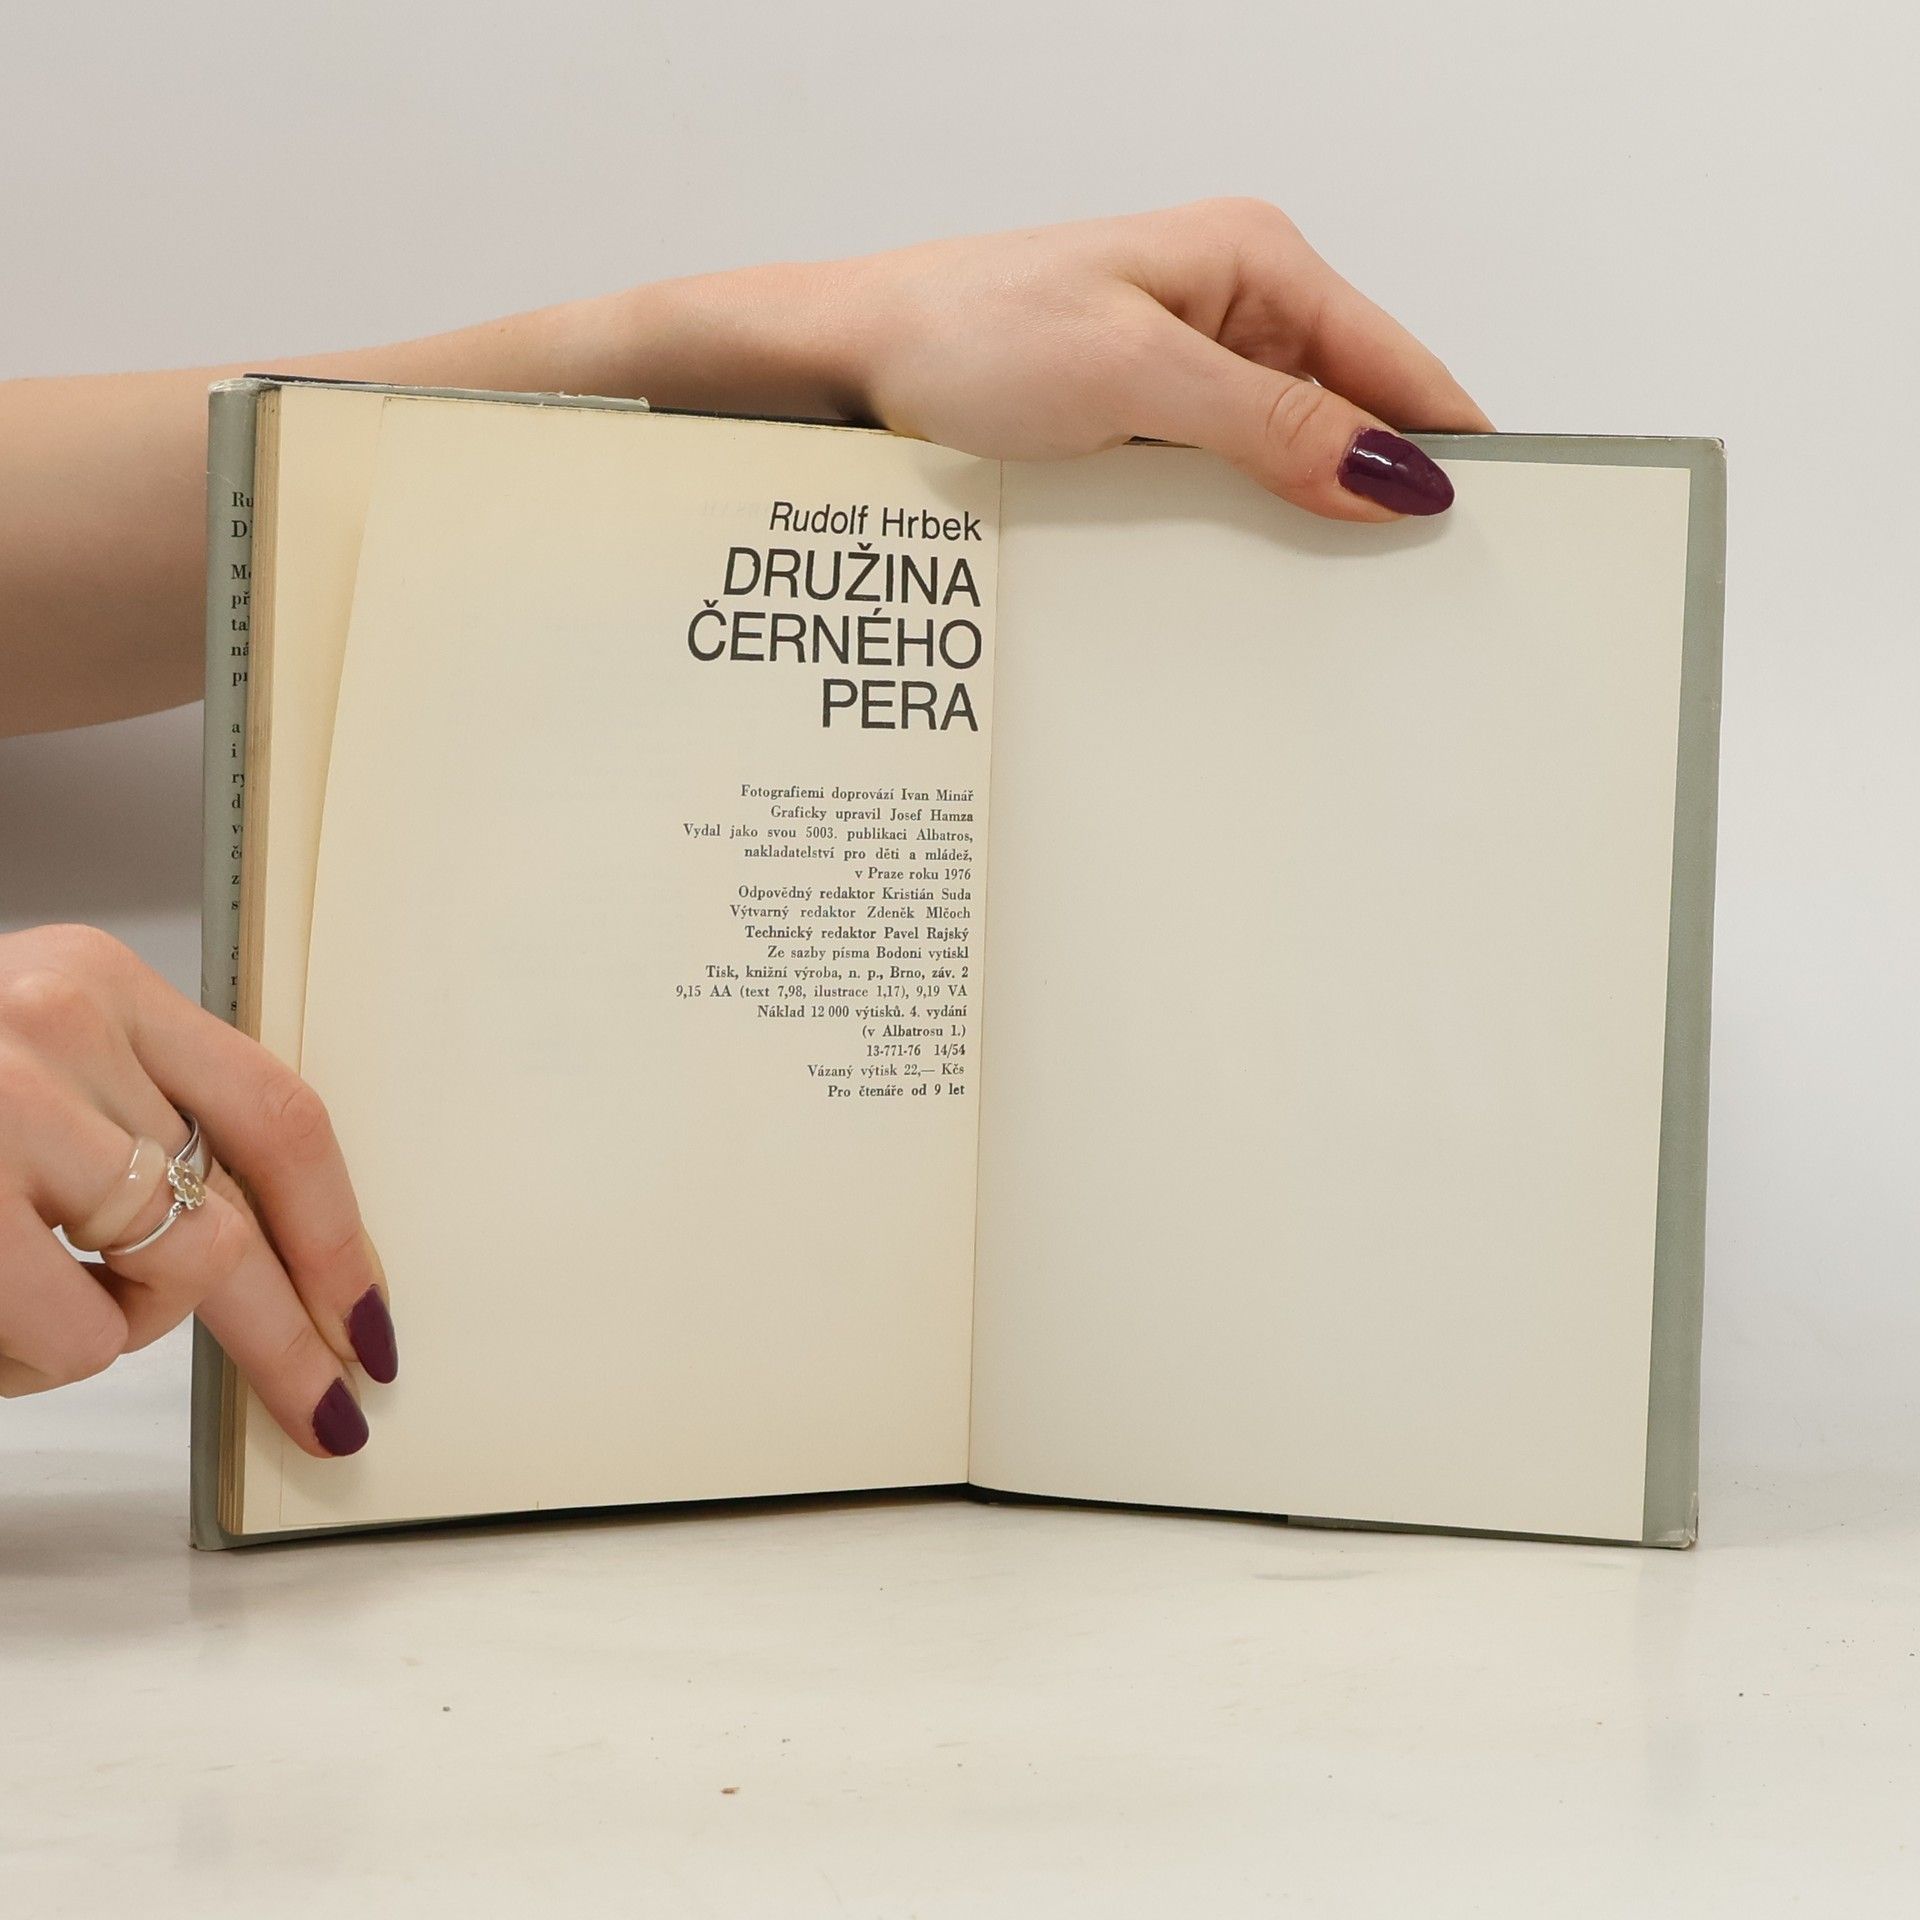 Rudolf Hrbek
DRUŽINA
ČERNÉHO
PERA
Fotografiemi doprovází Ivan Minář
Graficky upravil Josef Hamza
Vydal jako svou 5003. publikaci Albatros,
nakladatelství pro děti a mládež,
v Praze roku 1976
Odpovědný redaktor Kristián Suda
Výtvarný redaktor Zdeněk Mlčoch
Technický redaktor Pavel Rajský
Ze sazby písma Bodoni vytiskl
Tisk, knižní výroba, n. p., Brno, záv. 2
9,15 AA (text 7,98, ilustrace 1,17), 9,19 VA
Náklad 12 000 výtisků. 4. vydání
(v Albatrosu 1.)
13-771-76 14/54
Vázaný výtisk 22,— Kčs
Pro čtenáře od 9 let